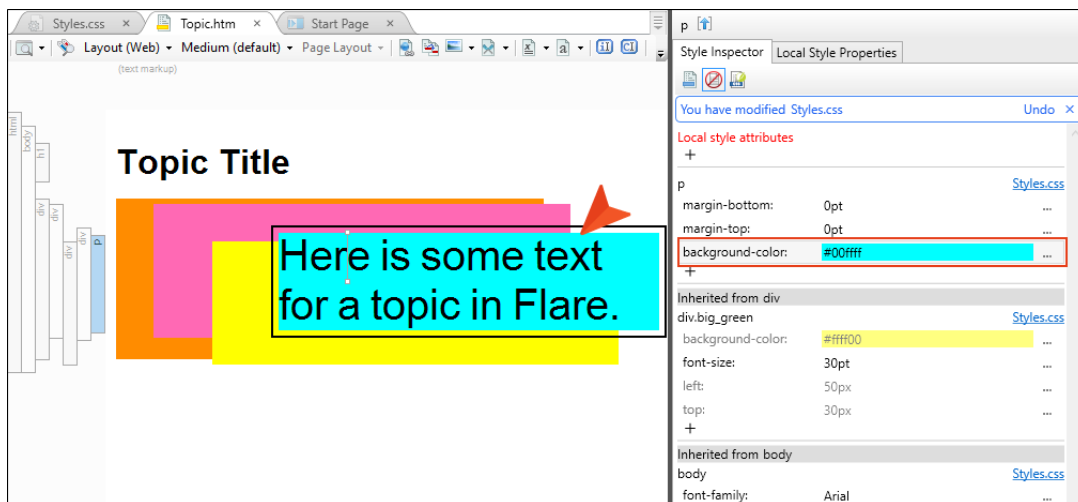 Styles.css × Topic.htm × Start Page ×
Layout (Web) Medium (default) Page Layout
(text markup)
html
body
h1
div
div
div
div
p
Topic Title
Here is some text
for a topic in Flare.
p
Style Inspector Local Style Properties
You have modified Styles.css Undo ×
Local style attributes
+
p Styles.css
margin-bottom: 0pt ...
margin-top: 0pt ...
background-color: #00ffff ...
+
Inherited from div
div.big_green Styles.css
background-color: #ffff00 ...
font-size: 30pt ...
left: 50px ...
top: 30px ...
+
Inherited from body
body Styles.css
font-family: Arial ...